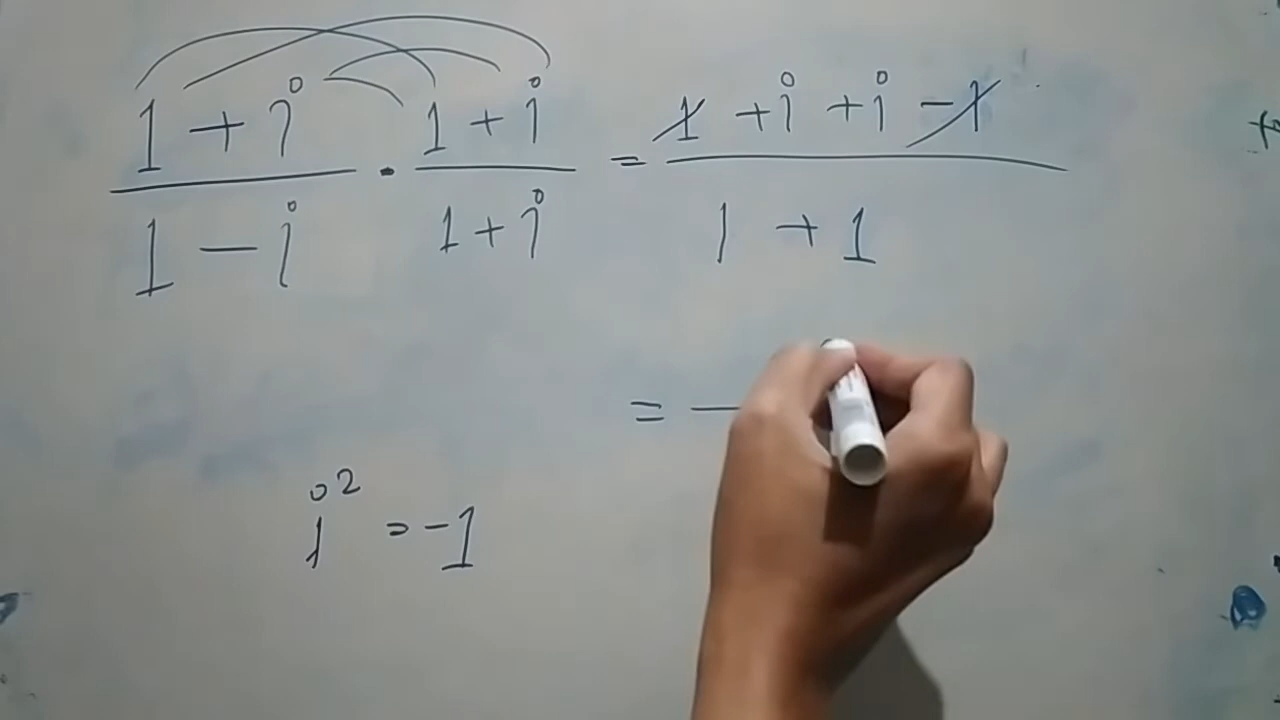 1 + i / 1 - i · 1 + i / 1 + i = 1 + i + i - 1 / 1 + 1
= —
i² = -1